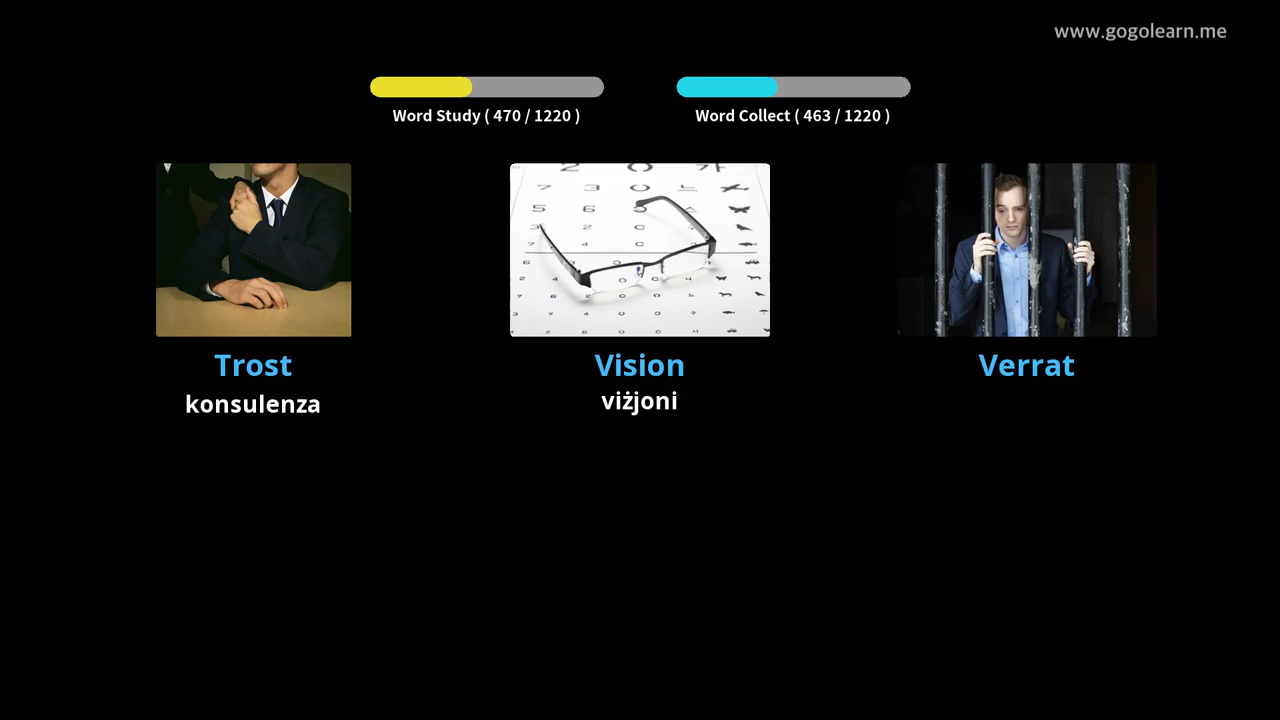 www.gogolearn.me
Word Study ( 470 / 1220 )
Word Collect ( 463 / 1220 )
Trost
Vision
Verrat
konsulenza
viżjoni